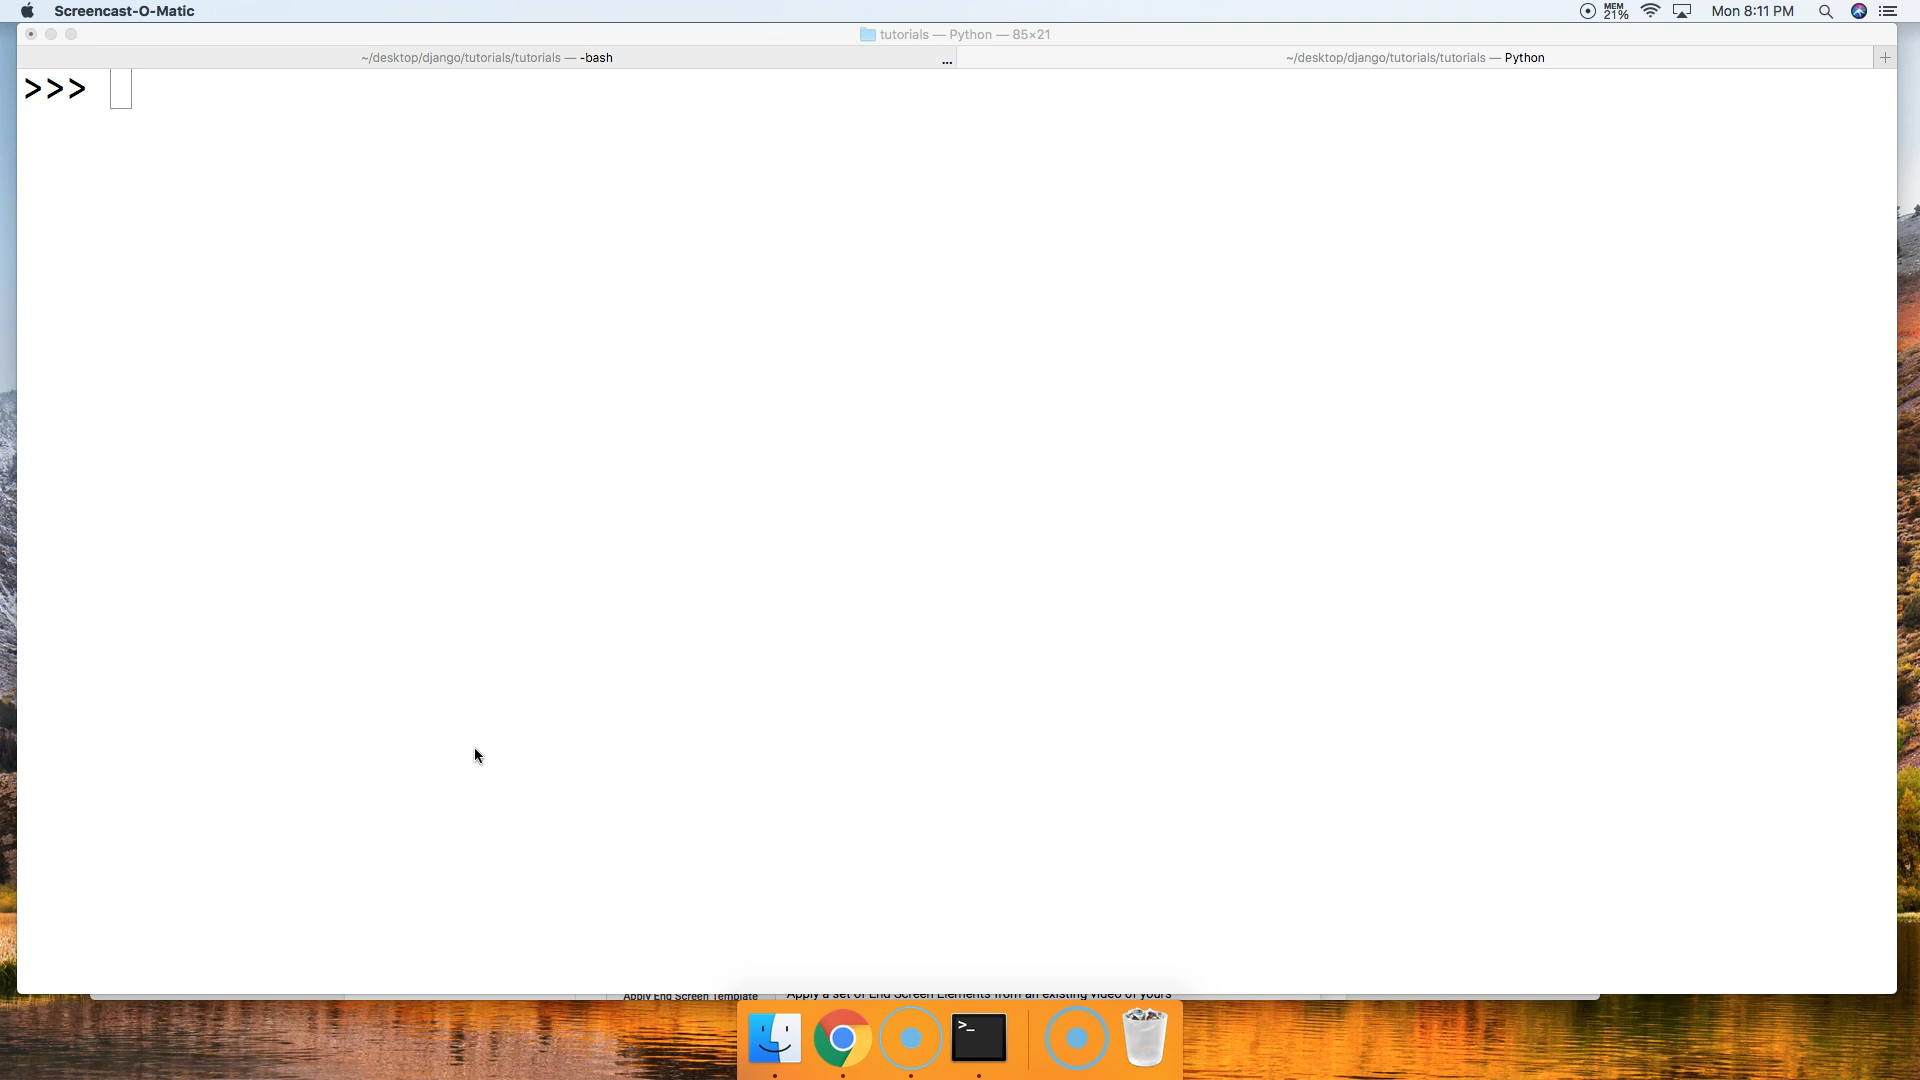 Screencast-O-Matic
MEM
21%
Mon 8:11 PM
tutorials — Python — 85×21
~/desktop/django/tutorials/tutorials — -bash
...
~/desktop/django/tutorials/tutorials — Python
+
>>>
Apply End Screen Template
Apply a set of End Screen Elements from an existing video of yours
>_